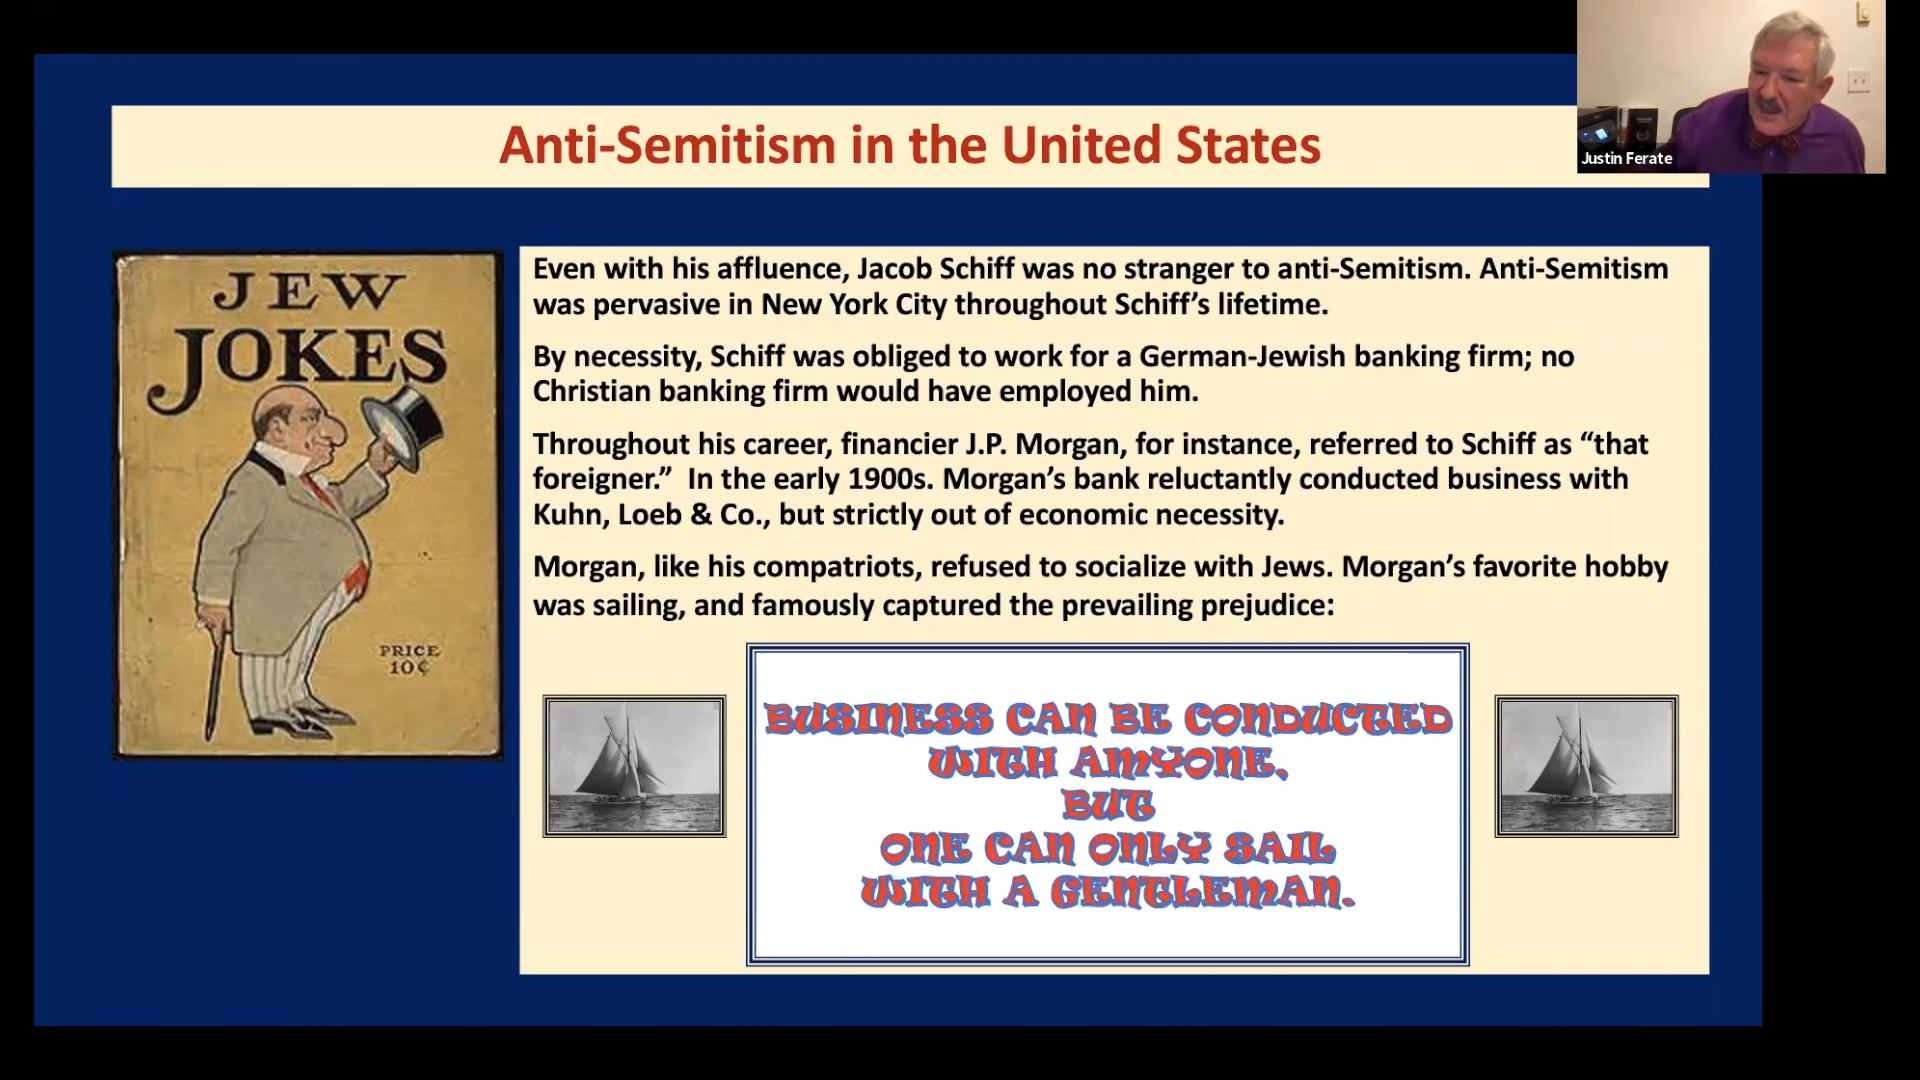 Anti-Semitism in the United States
Justin Ferate
JEW
JOKES
PRICE
10¢
Even with his affluence, Jacob Schiff was no stranger to anti-Semitism. Anti-Semitism
was pervasive in New York City throughout Schiff's lifetime.
By necessity, Schiff was obliged to work for a German-Jewish banking firm; no
Christian banking firm would have employed him.
Throughout his career, financier J.P. Morgan, for instance, referred to Schiff as “that
foreigner.”  In the early 1900s. Morgan’s bank reluctantly conducted business with
Kuhn, Loeb & Co., but strictly out of economic necessity.
Morgan, like his compatriots, refused to socialize with Jews. Morgan’s favorite hobby
was sailing, and famously captured the prevailing prejudice:
BUSINESS CAN BE CONDUCTED
WITH ANYONE,
BUT
ONE CAN ONLY SAIL
WITH A GENTLEMAN.